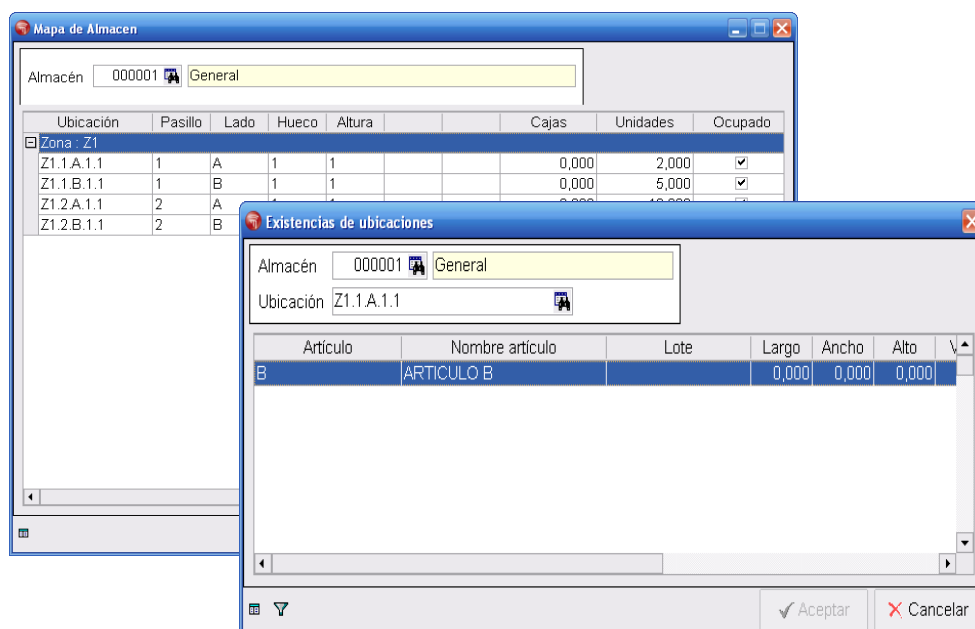 Mapa de Almacen
Almacén 000001 General
Ubicación Pasillo Lado Hueco Altura Cajas Unidades Ocupado
Zona : Z1
Z1.1.A.1.1 1 A 1 1 0,000 2,000
Z1.1.B.1.1 1 B 1 1 0,000 5,000
Z1.2.A.1.1 2 A
Z1.2.B.1.1 2 B
Existencias de ubicaciones
Almacén 000001 General
Ubicación Z1.1.A.1.1
Artículo Nombre artículo Lote Largo Ancho Alto
B ARTICULO B 0,000 0,000 0,000
Aceptar Cancelar